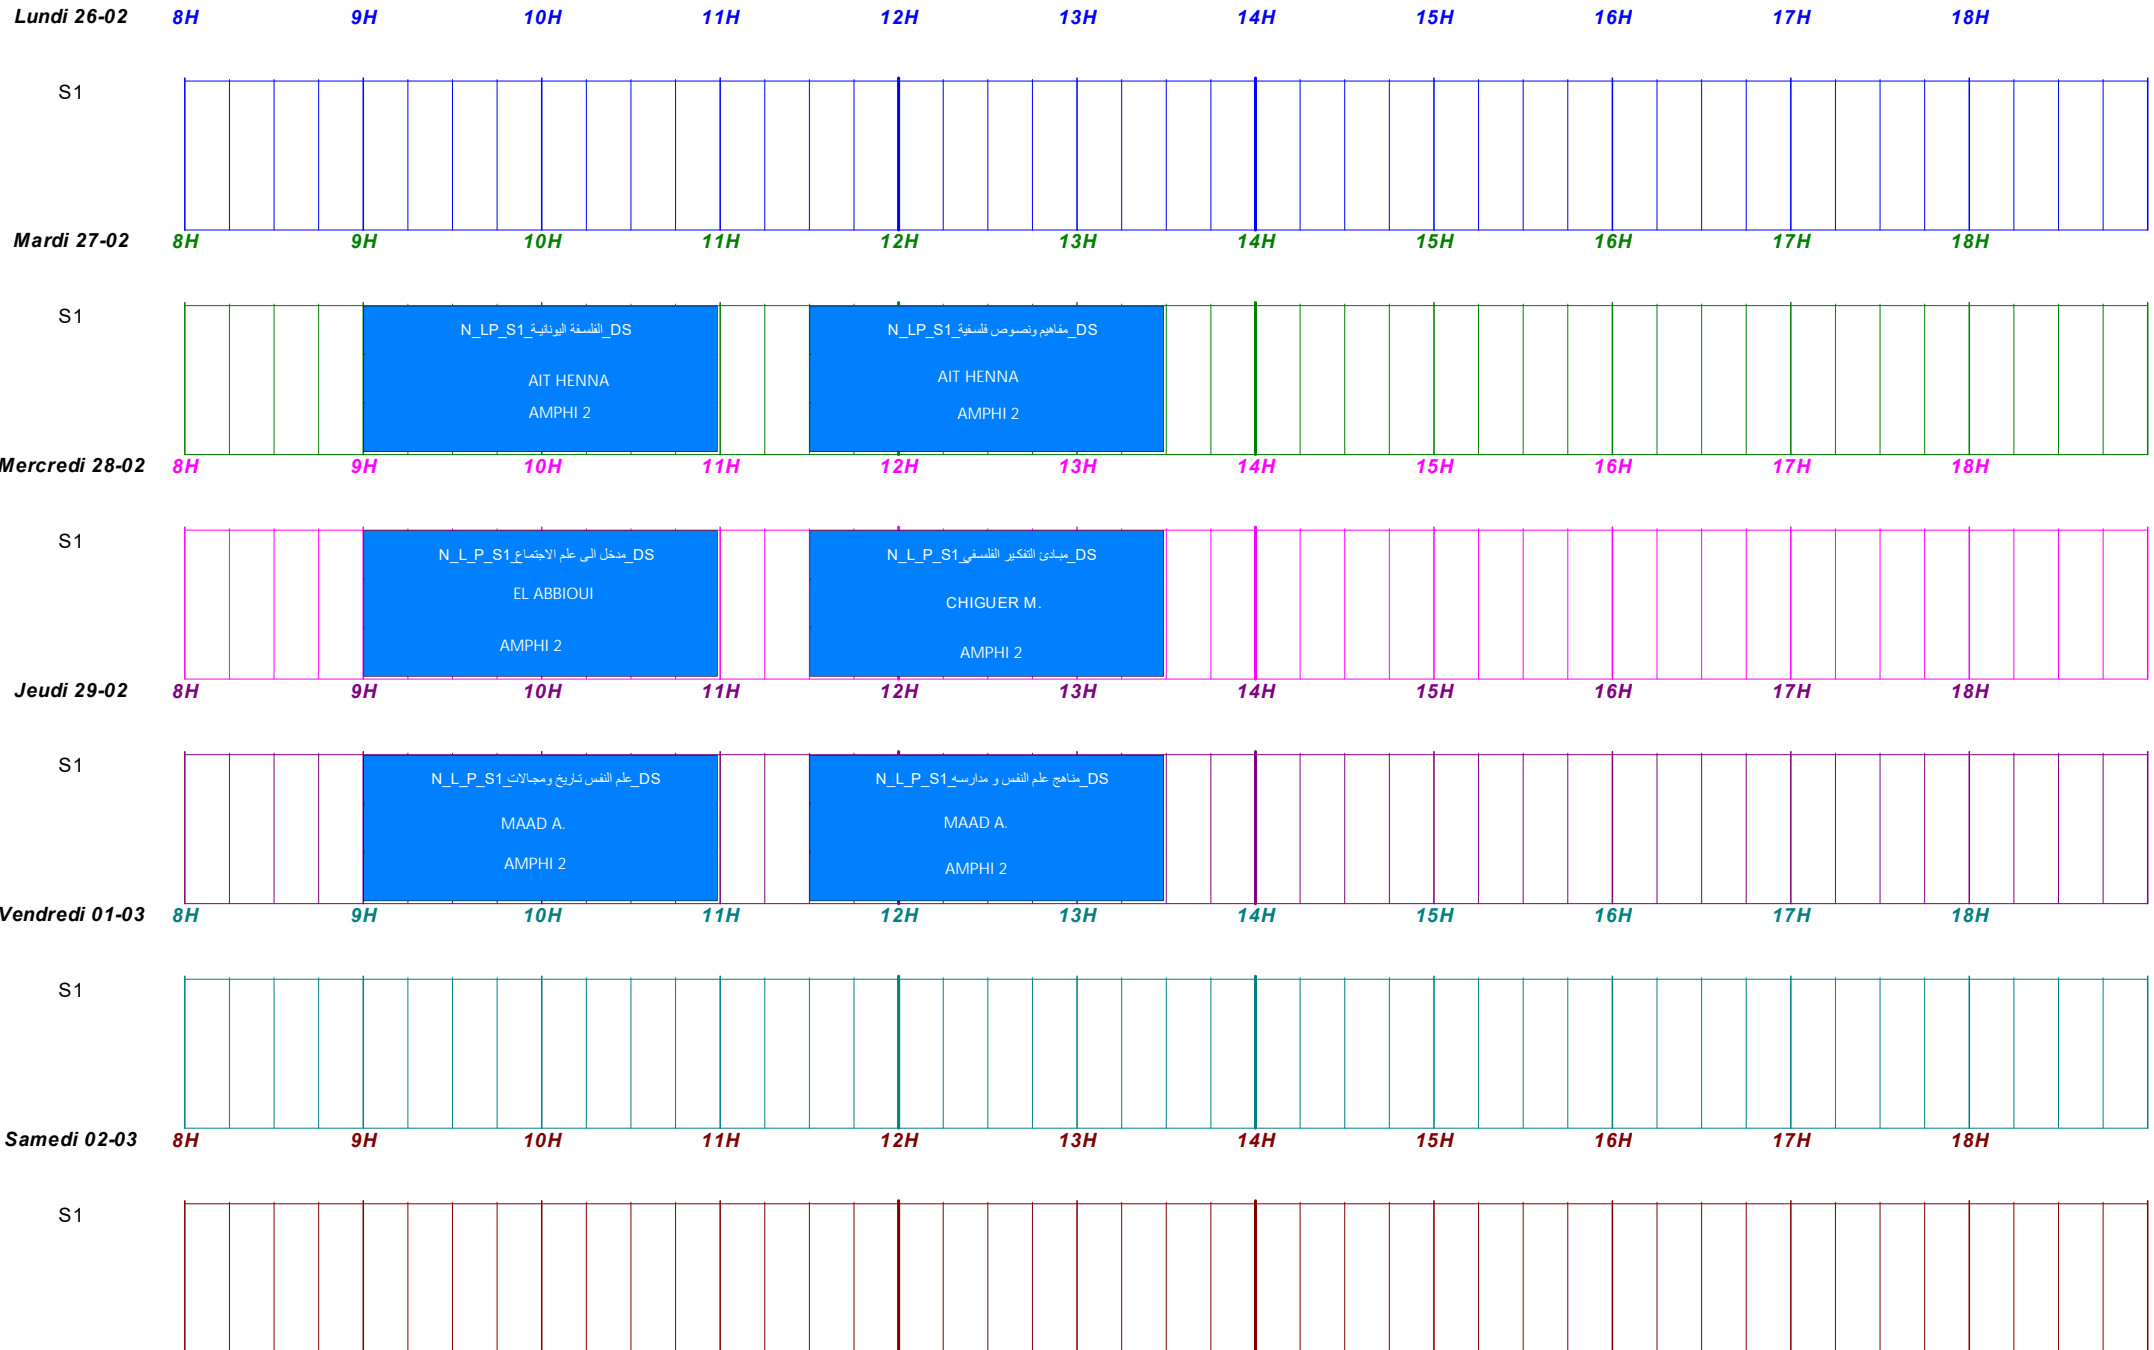 Lundi 26-02 8H 9H 10H 11H 12H 13H 14H 15H 16H 17H 18H
S1
Mardi 27-02 8H 9H 10H 11H 12H 13H 14H 15H 16H 17H 18H
S1
N_LP_S1_الفلسفة اليونانية_DS
AIT HENNA
AMPHI 2
N_LP_S1_مفاهيم ونصوص فلسفية_DS
AIT HENNA
AMPHI 2
Mercredi 28-02 8H 9H 10H 11H 12H 13H 14H 15H 16H 17H 18H
S1
N_L_P_S1_مدخل الى علم الاجتماع_DS
EL ABBIOUI
AMPHI 2
N_L_P_S1_مبادئ التفكير الفلسفي_DS
CHIGUER M.
AMPHI 2
Jeudi 29-02 8H 9H 10H 11H 12H 13H 14H 15H 16H 17H 18H
S1
N_L_P_S1_علم النفس تاريخ ومجالات_DS
MAAD A.
AMPHI 2
N_L_P_S1_مناهج علم النفس و مدارسه_DS
MAAD A.
AMPHI 2
Vendredi 01-03 8H 9H 10H 11H 12H 13H 14H 15H 16H 17H 18H
S1
Samedi 02-03 8H 9H 10H 11H 12H 13H 14H 15H 16H 17H 18H
S1